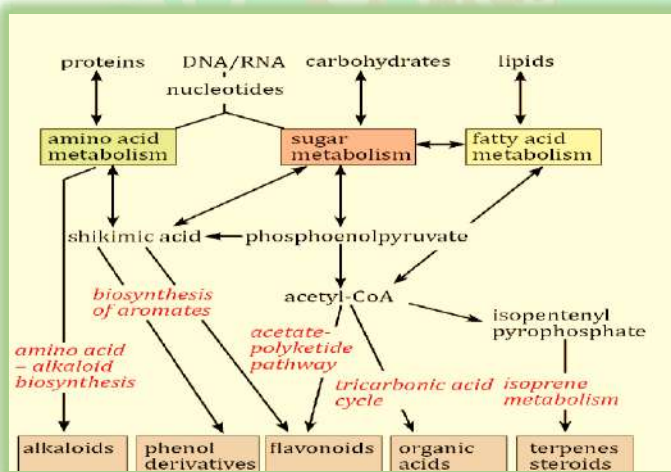 proteins DNA/RNA carbohydrates lipids
nucleotides
amino acid
metabolism
sugar
metabolism
fatty acid
metabolism
shikimic acid phosphoenolpyruvate
biosynthesis
of aromates
acetyl-CoA
isopentenyl
pyrophosphate
amino acid
– alkaloid
biosynthesis
acetate-
polyketide
pathway
tricarbonic acid
cycle
isoprene
metabolism
alkaloids
phenol
derivatives
flavonoids
organic
acids
terpenes
steroids